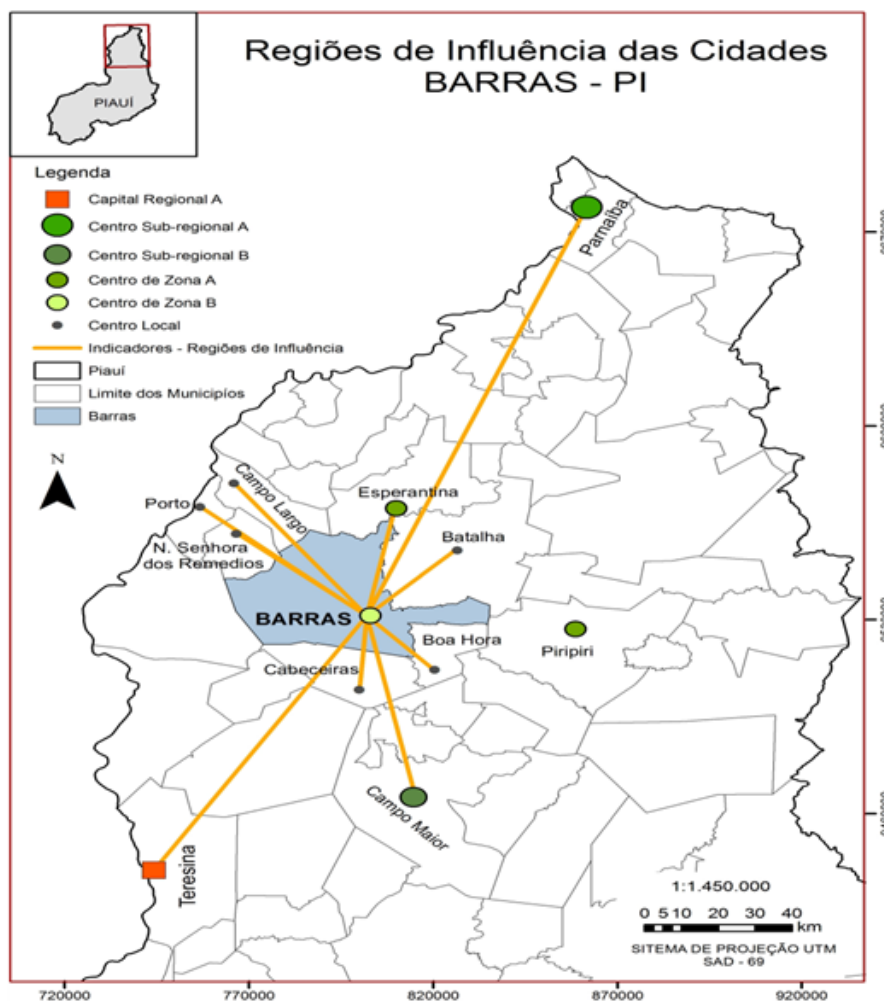 Regiões de Influência das Cidades
BARRAS - PI
PIAUÍ
Legenda
Capital Regional A
Centro Sub-regional A
Centro Sub-regional B
Centro de Zona A
Centro de Zona B
Centro Local
Indicadores - Regiões de Influência
Piauí
Limite dos Municipíos
Barras
N
Parnaíba
Campo Largo
Porto
Esperantina
N. Senhora
dos Remedios
Batalha
BARRAS
Boa Hora
Piripiri
Cabeceiras
Campo Maior
Teresina
1:1.450.000
0 5 10 20 30 40
km
SITEMA DE PROJEÇÃO UTM
SAD - 69
720000 770000 820000 870000 920000